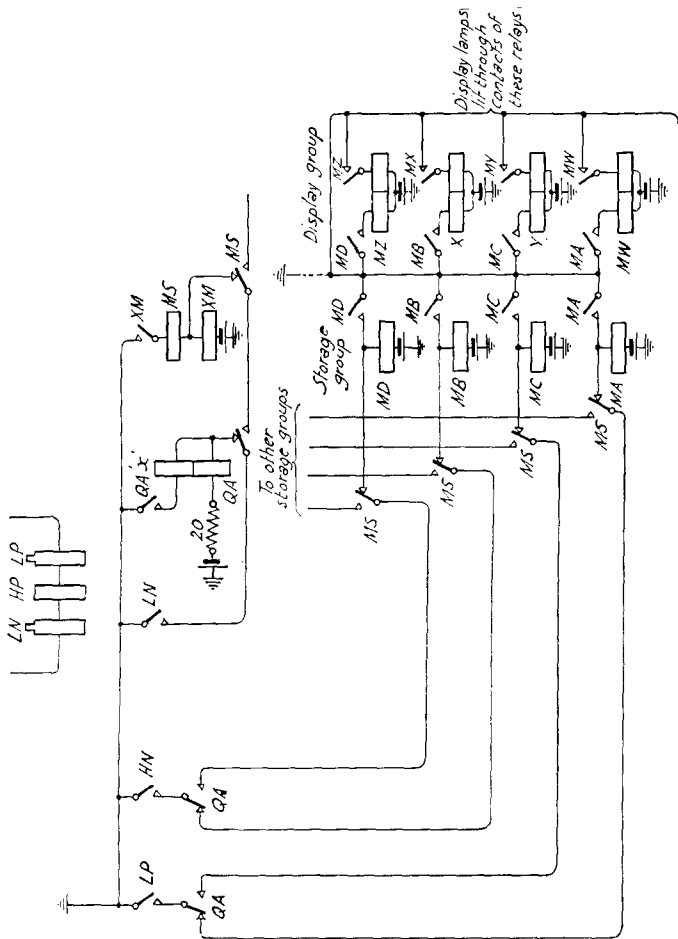 LN HP LP
LP
HN
LN
QA
QA
QA 'x'
QA
20
XM
MS
XM
MS
To other
storage groups
Storage
group
Display group
MS
MS
MS
MS
MD
MB
MC
MA
MD
MB
MC
MA
MD
MB
MC
MA
MZ
X
Y
MW
MZ
MX
MY
MW
Display lamps
lit through
contacts of
these relays